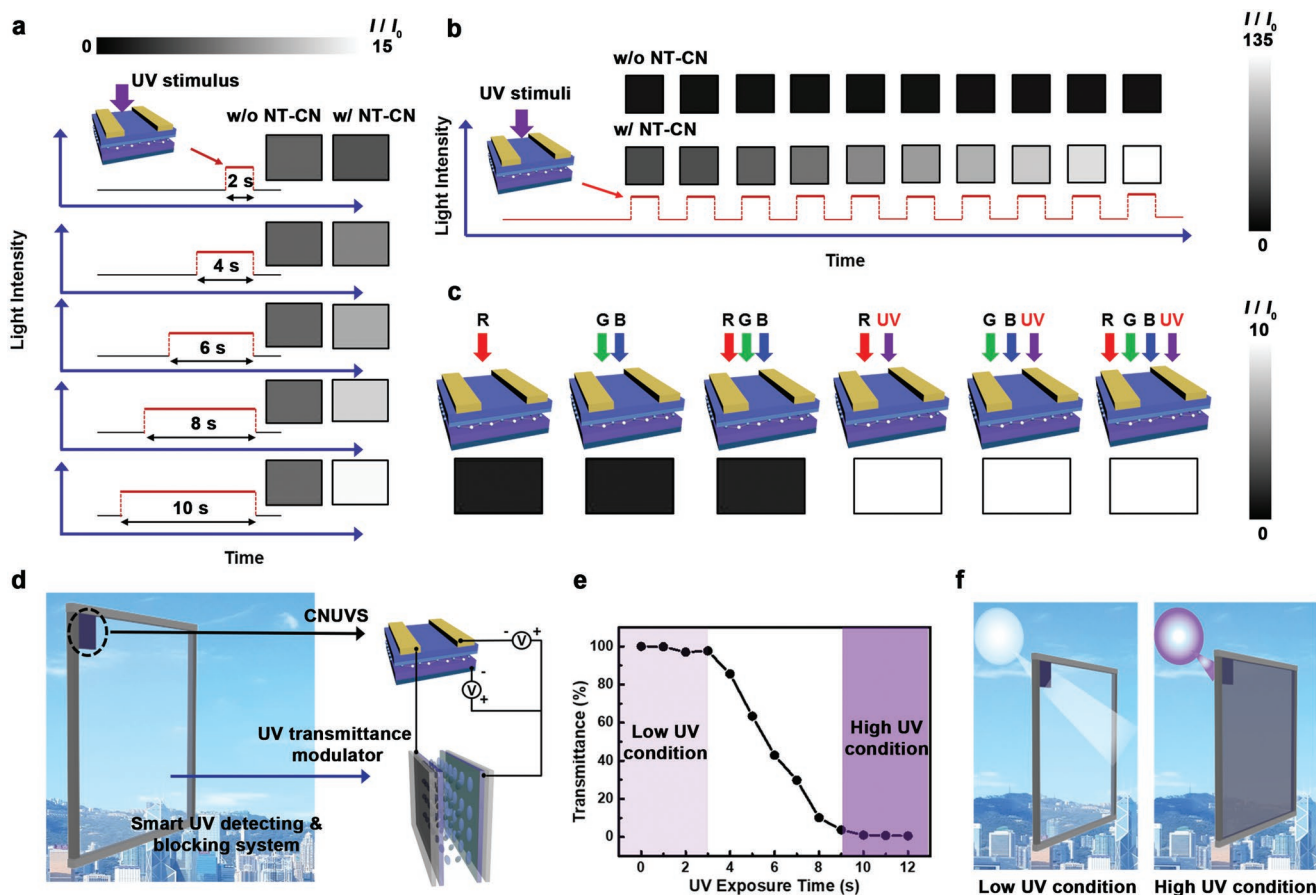 a
I / I₀
0
15
UV stimulus
w/o NT-CN
w/ NT-CN
2 s
4 s
6 s
8 s
10 s
Light Intensity
Time
b
I / I₀
135
0
w/o NT-CN
UV stimuli
w/ NT-CN
Light Intensity
Time
c
I / I₀
10
0
R
G B
R G B
R UV
G B UV
R G B UV
d
CNUVS
- V +
-
V
+
UV transmittance
modulator
Smart UV detecting &
blocking system
e
Transmittance (%)
100
80
60
40
20
0
Low UV
condition
High UV
condition
0 2 4 6 8 10 12
UV Exposure Time (s)
f
Low UV condition
High UV condition